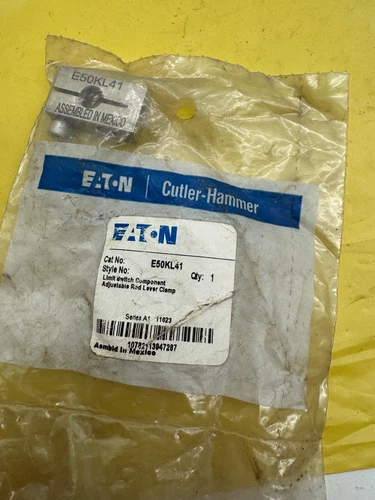 E50KL41
ASSEMBLED IN MEXICO
EATON | Cutler-Hammer
EATON
Cat No: E50KL41
Style No: Qty: 1
Limit Switch Component
Adjustable Rod Lever Clamp
Series A1 11023
10782113947287
Asmbld in Mexico